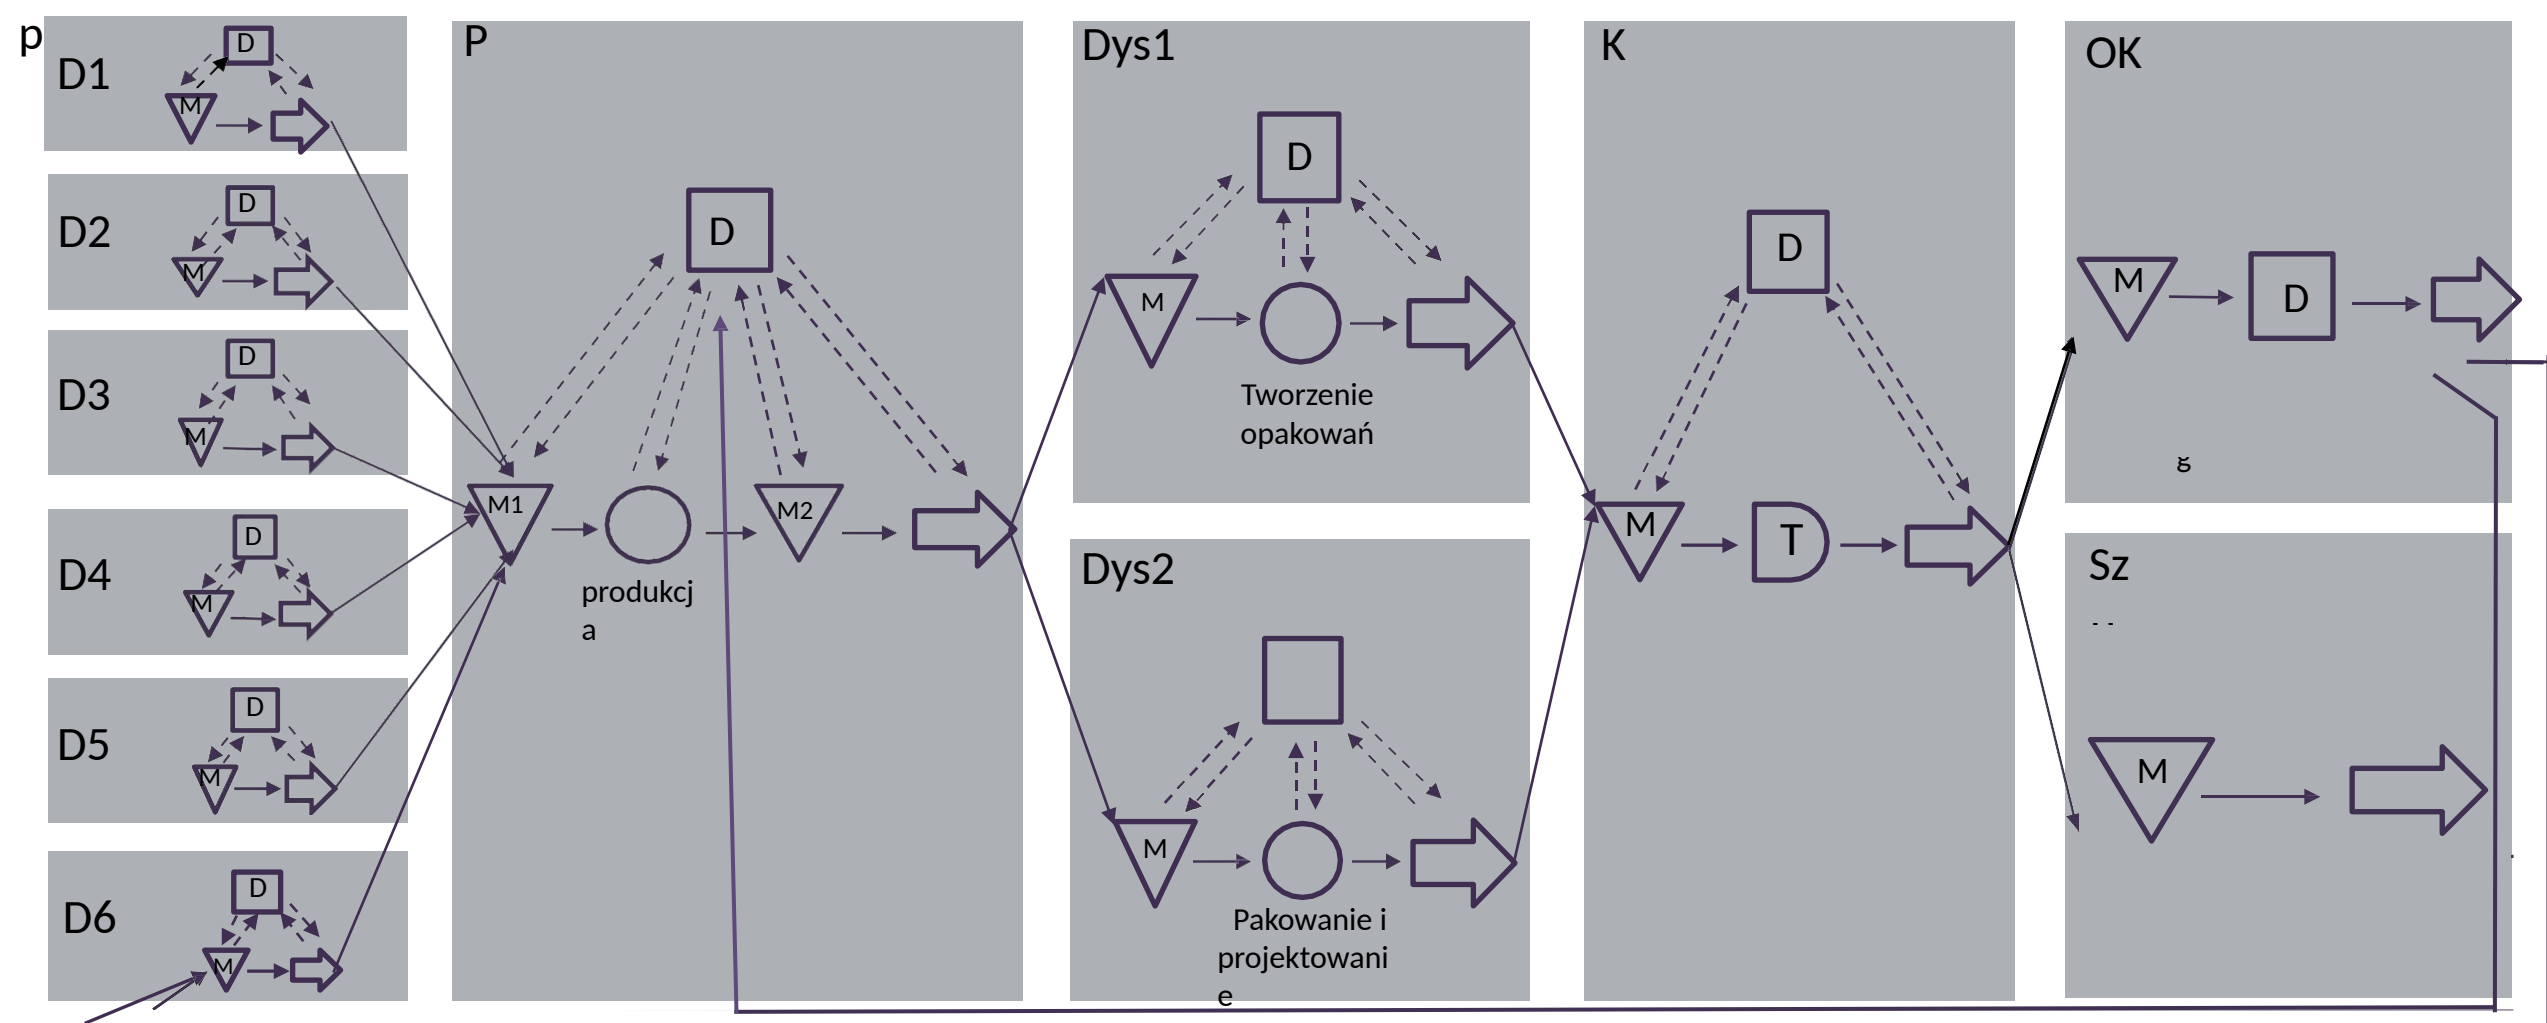 p
D1
D
M
D2
D
M
D3
D
M
D4
D
M
D5
D
M
D6
D
M
P
D
M1
M2
produkcj
a
Dys1
D
M
Tworzenie
opakowań
Dys2
M
Pakowanie i
projektowani
e
K
D
M
T
OK
M
D
g
Sz
M